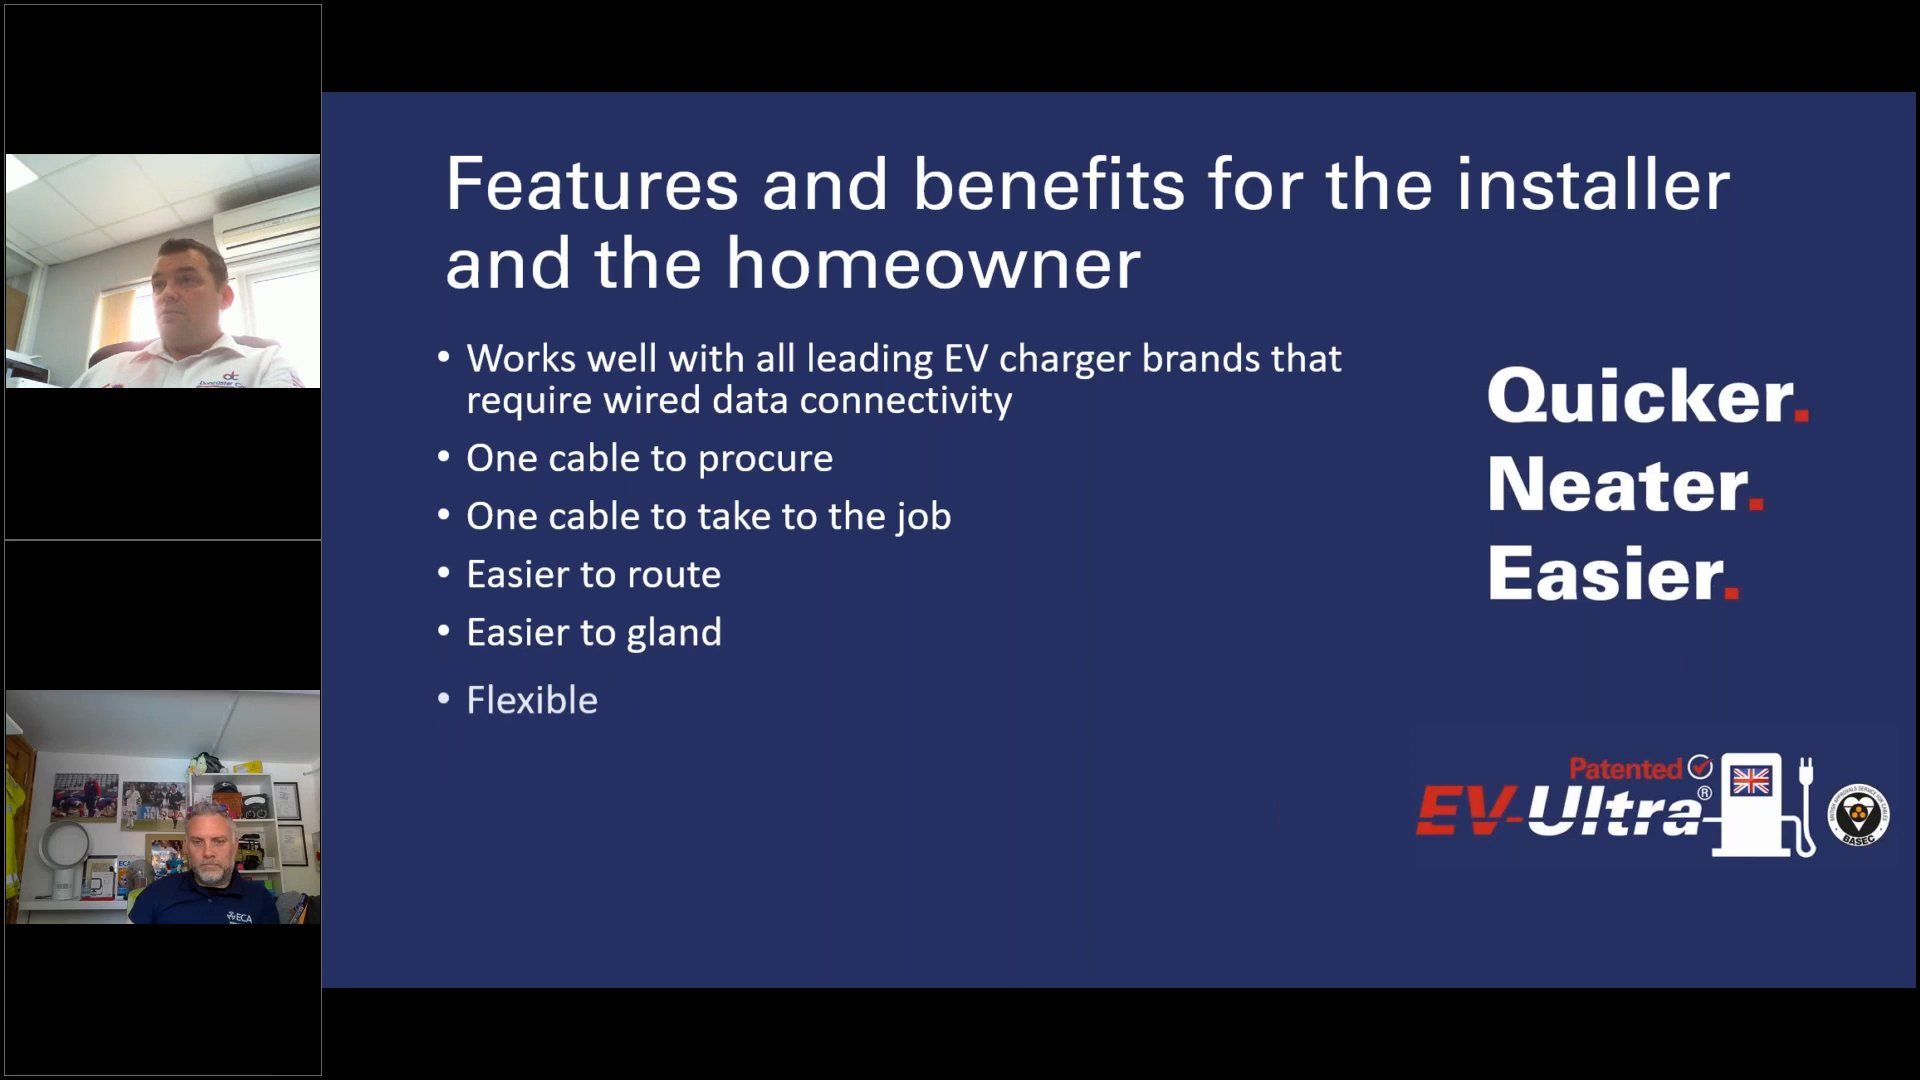 Features and benefits for the installer
and the homeowner
• Works well with all leading EV charger brands that
require wired data connectivity
• One cable to procure
• One cable to take to the job
• Easier to route
• Easier to gland
• Flexible
Quicker.
Neater.
Easier.
Patented
EV-Ultra®
BASEC
dc
ECA
ECA